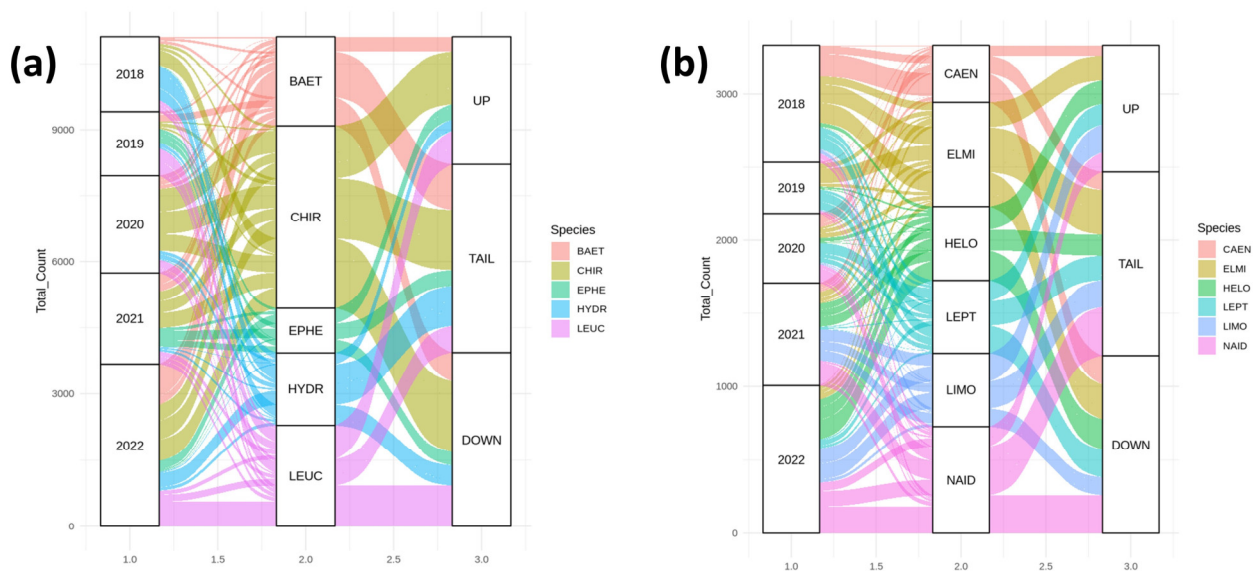 (a)
Total_Count
9000
6000
3000
0
1.0
1.5
2.0
2.5
3.0
2018
2019
2020
2021
2022
BAET
CHIR
EPHE
HYDR
LEUC
UP
TAIL
DOWN
Species
BAET
CHIR
EPHE
HYDR
LEUC
(b)
Total_Count
3000
2000
1000
0
1.0
1.5
2.0
2.5
3.0
2018
2019
2020
2021
2022
CAEN
ELMI
HELO
LEPT
LIMO
NAID
UP
TAIL
DOWN
Species
CAEN
ELMI
HELO
LEPT
LIMO
NAID